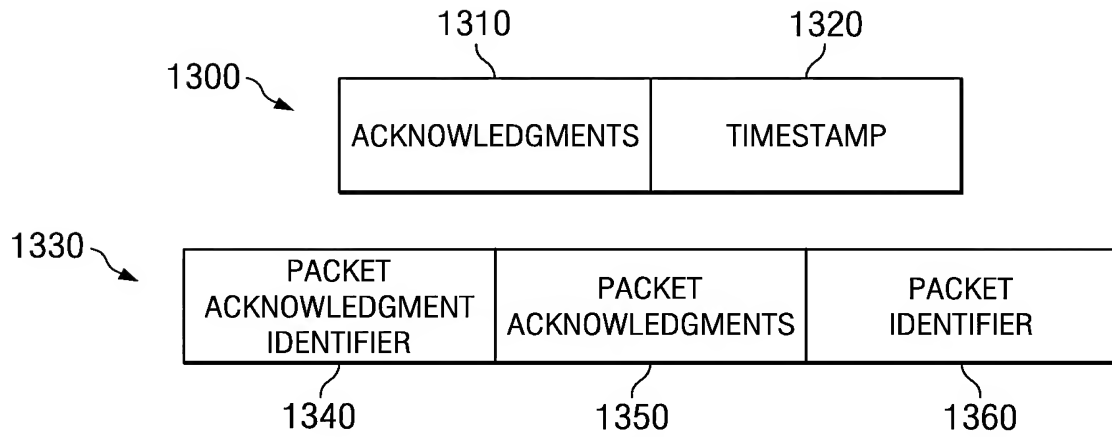 1310
1320
1300
ACKNOWLEDGMENTS
TIMESTAMP
1330
PACKET
ACKNOWLEDGMENT
IDENTIFIER
PACKET
ACKNOWLEDGMENTS
PACKET
IDENTIFIER
1340
1350
1360